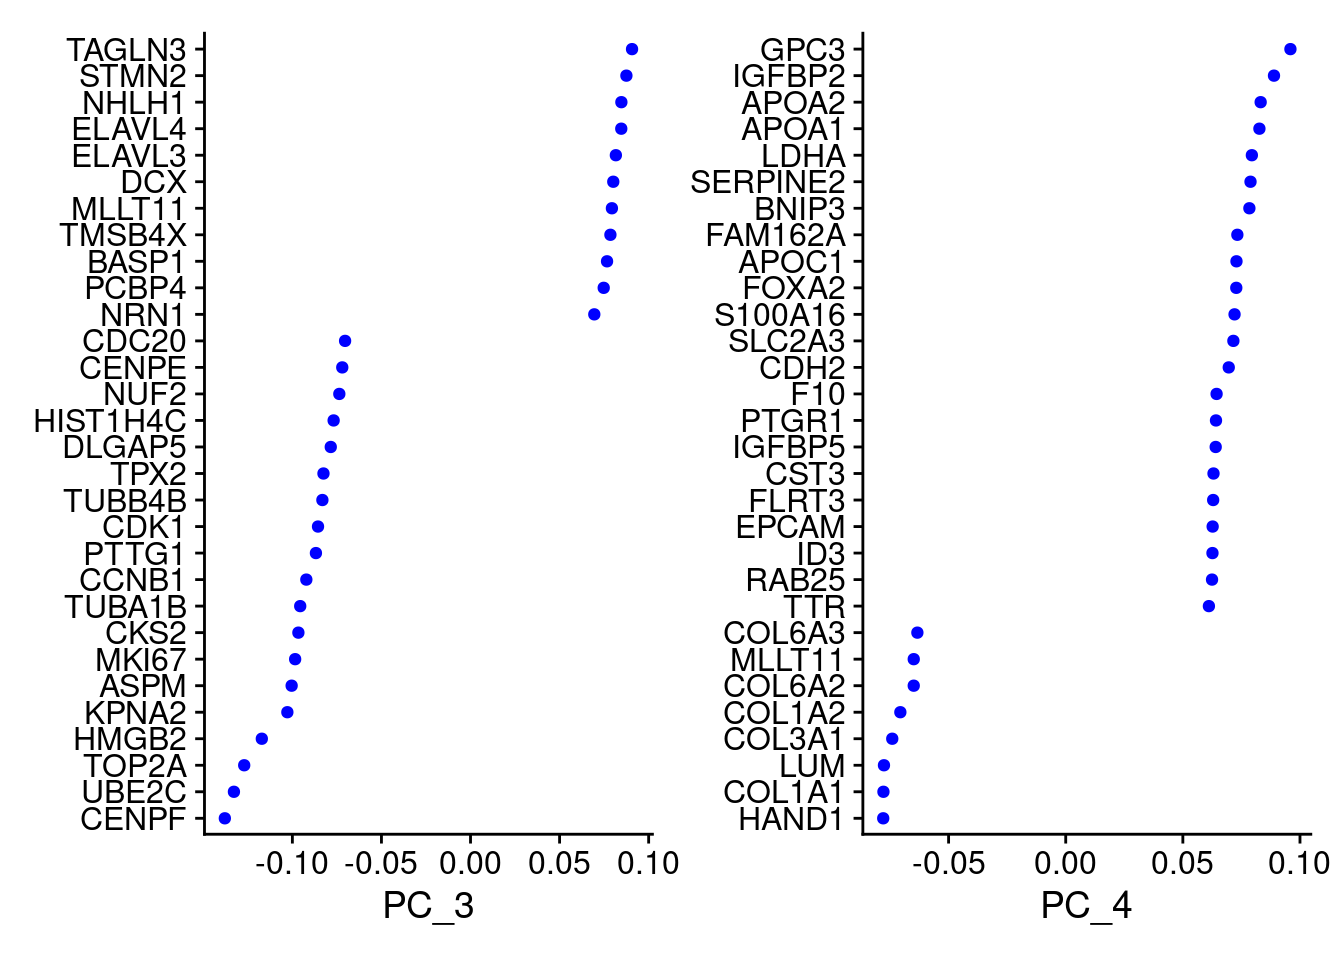 TAGLN3
STMN2
NHLH1
ELAVL4
ELAVL3
DCX
MLLT11
TMSB4X
BASP1
PCBP4
NRN1
CDC20
CENPE
NUF2
HIST1H4C
DLGAP5
TPX2
TUBB4B
CDK1
PTTG1
CCNB1
TUBA1B
CKS2
MKI67
ASPM
KPNA2
HMGB2
TOP2A
UBE2C
CENPF
-0.10 -0.05 0.00 0.05 0.10
PC_3
GPC3
IGFBP2
APOA2
APOA1
LDHA
SERPINE2
BNIP3
FAM162A
APOC1
FOXA2
S100A16
SLC2A3
CDH2
F10
PTGR1
IGFBP5
CST3
FLRT3
EPCAM
ID3
RAB25
TTR
COL6A3
MLLT11
COL6A2
COL1A2
COL3A1
LUM
COL1A1
HAND1
-0.05 0.00 0.05 0.10
PC_4